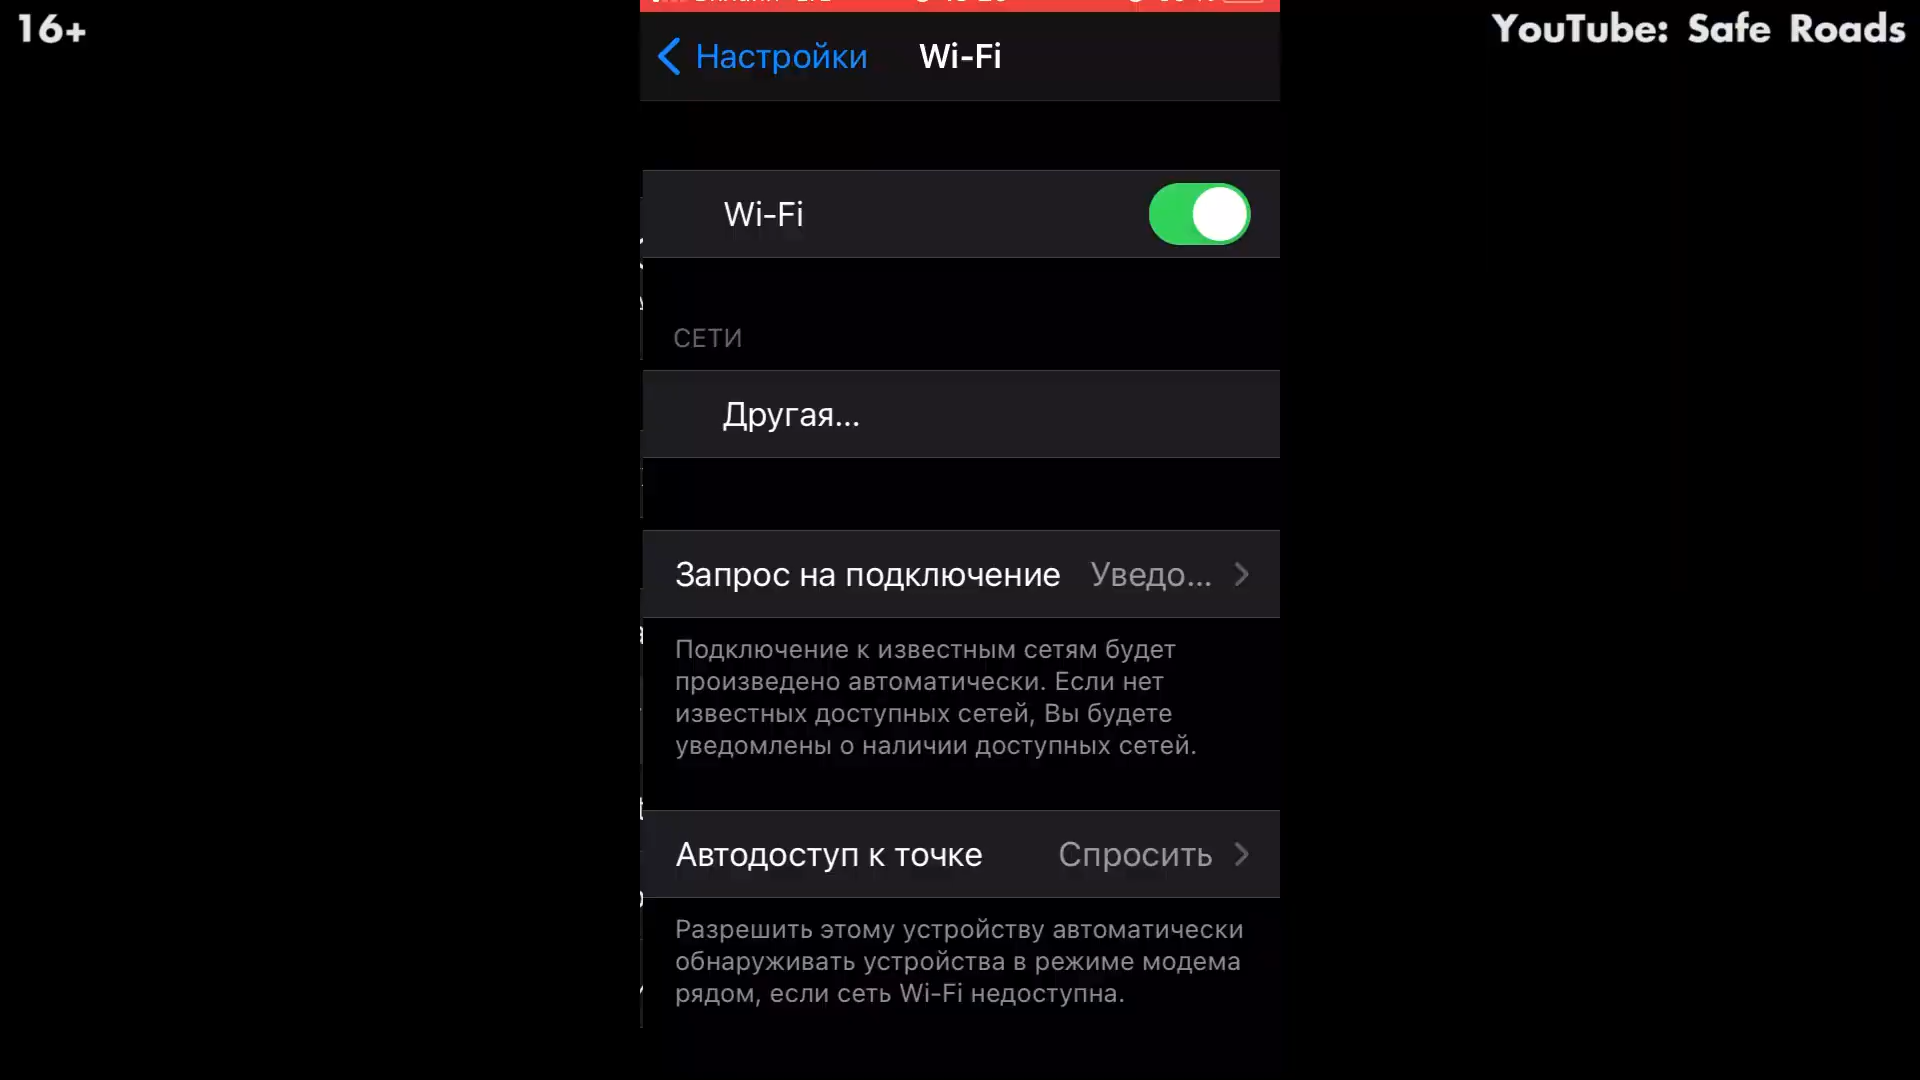 16+
YouTube: Safe Roads
Настройки
Wi-Fi
Wi-Fi
СЕТИ
Другая...
Запрос на подключение Уведо...
Подключение к известным сетям будет
произведено автоматически. Если нет
известных доступных сетей, Вы будете
уведомлены о наличии доступных сетей.
Автодоступ к точке Спросить
Разрешить этому устройству автоматически
обнаруживать устройства в режиме модема
рядом, если сеть Wi-Fi недоступна.